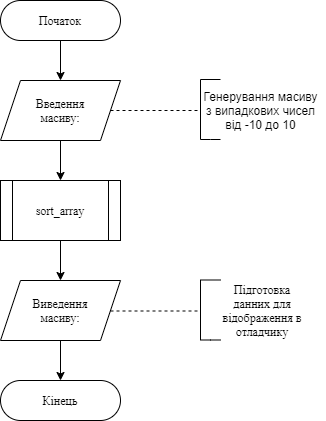 Початок
Введення
масиву:
Генерування масиву
з випадкових чисел
від -10 до 10
sort_array
Виведення
масиву:
Підготовка
данних для
відображення в
отладчику
Кінець